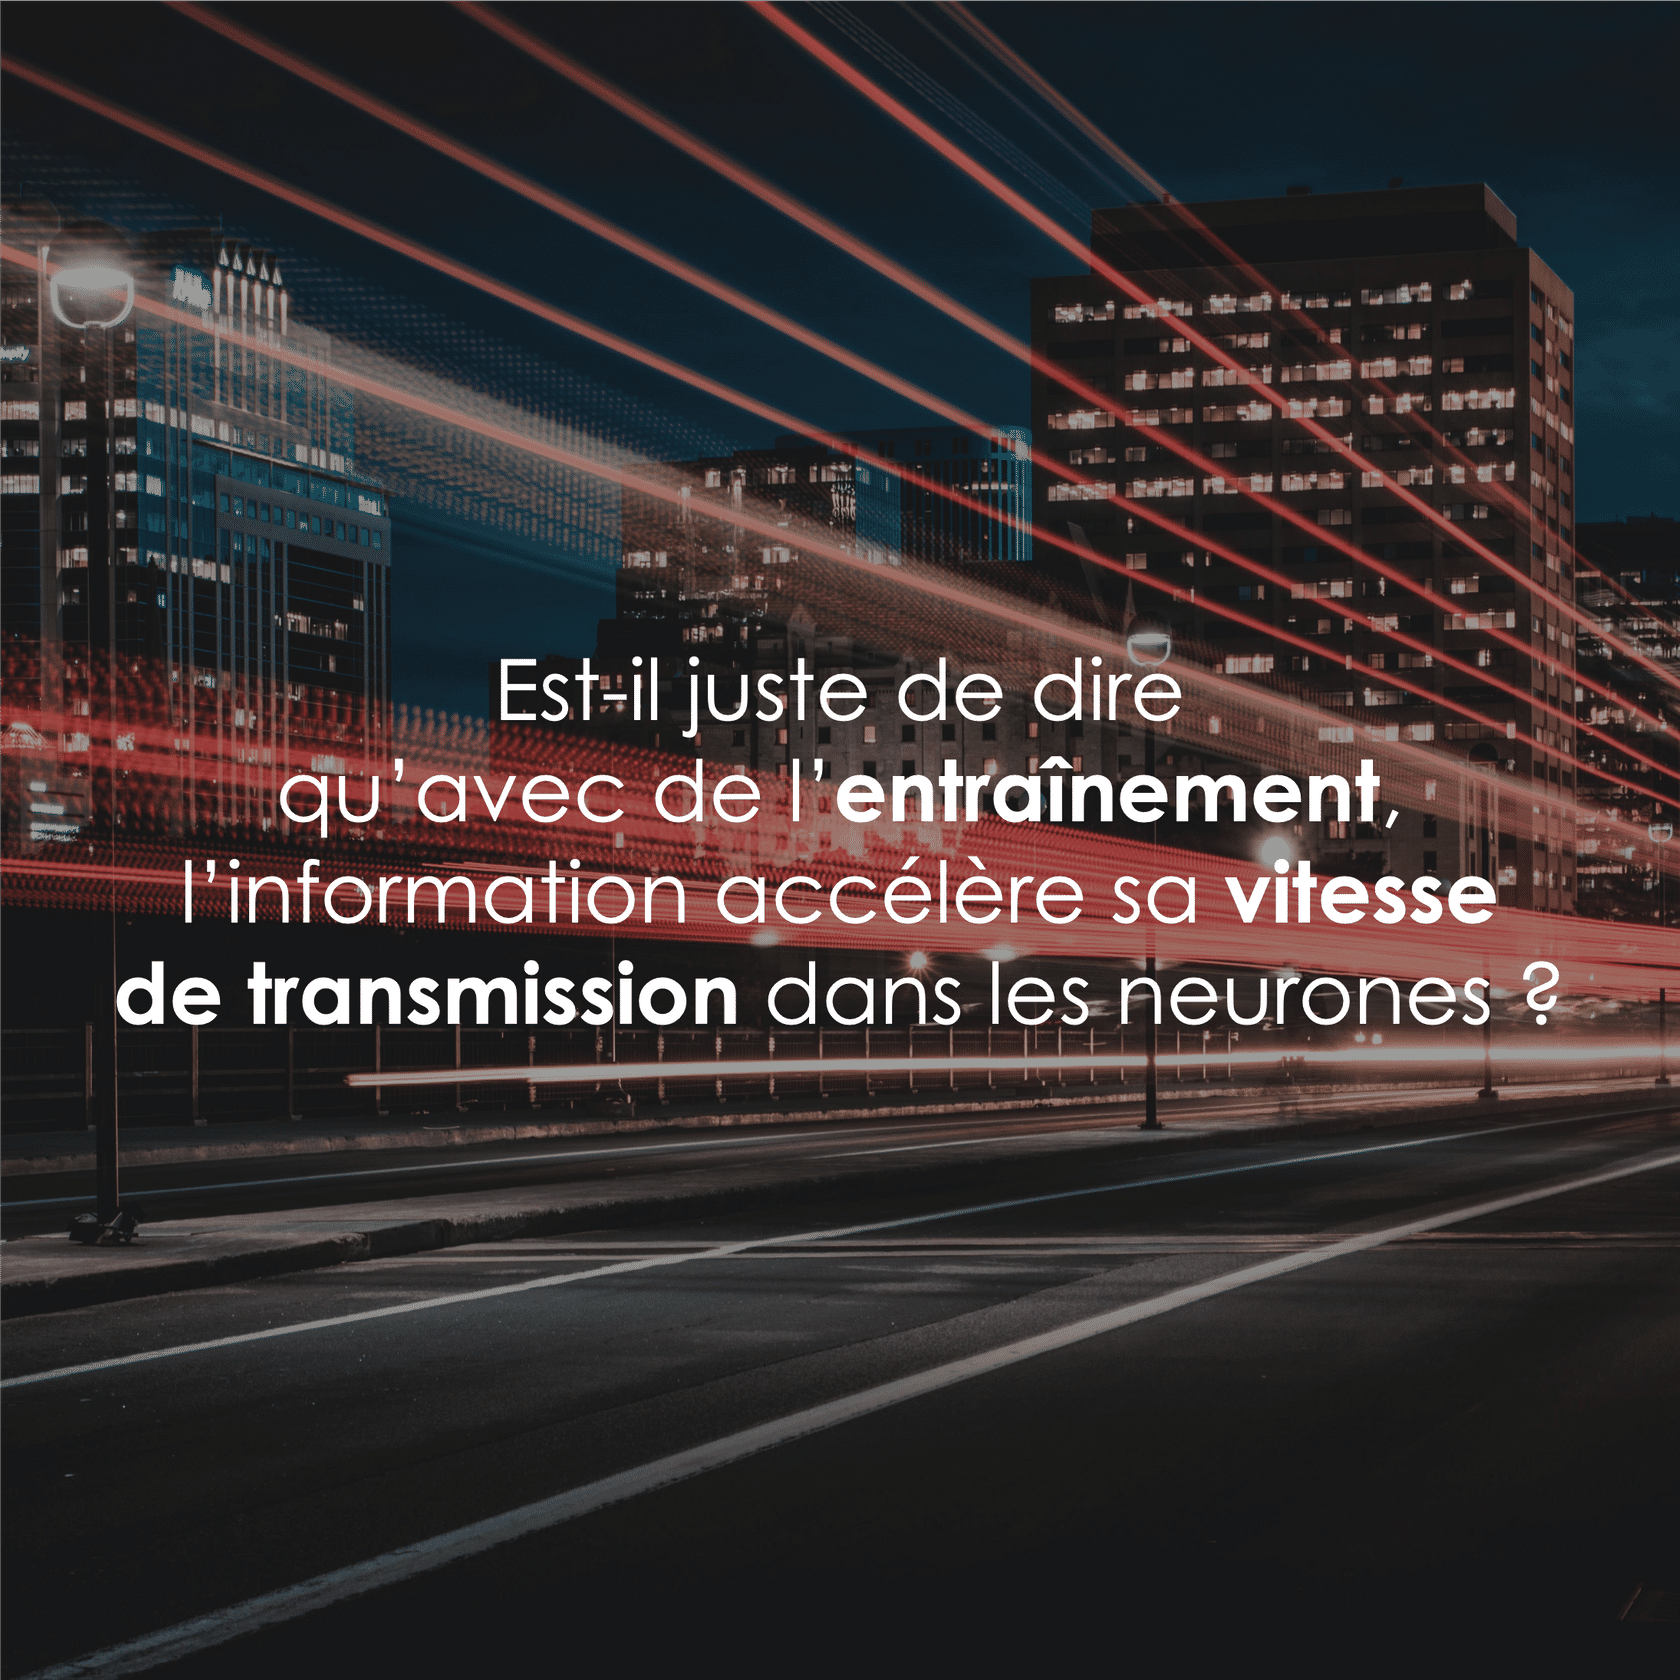 Est-il juste de dire
qu’avec de l’entraînement,
l’information accélère sa vitesse
de transmission dans les neurones ?